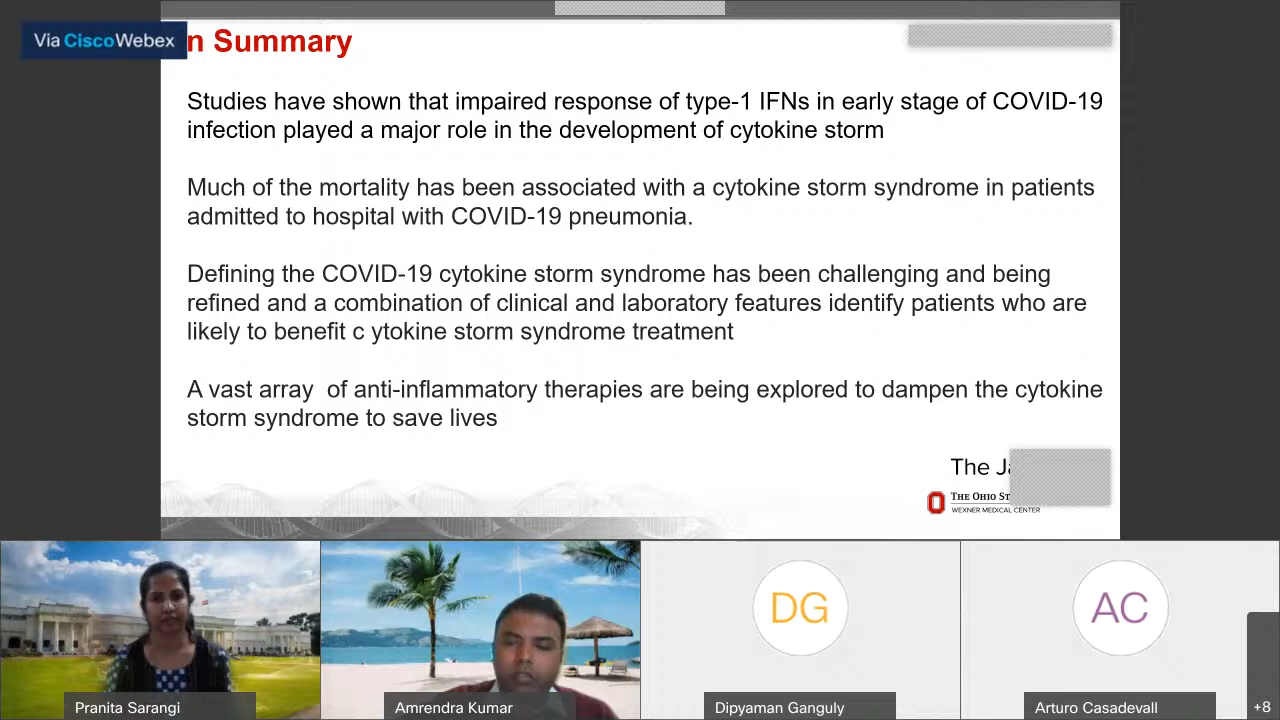 Via CiscoWebex
n Summary
Studies have shown that impaired response of type-1 IFNs in early stage of COVID-19
infection played a major role in the development of cytokine storm
Much of the mortality has been associated with a cytokine storm syndrome in patients
admitted to hospital with COVID-19 pneumonia.
Defining the COVID-19 cytokine storm syndrome has been challenging and being
refined and a combination of clinical and laboratory features identify patients who are
likely to benefit c ytokine storm syndrome treatment
A vast array  of anti-inflammatory therapies are being explored to dampen the cytokine
storm syndrome to save lives
The
THE OHIO
WEXNER MEDICAL CENTER
DG
AC
Pranita Sarangi
Amrendra Kumar
Dipyaman Ganguly
Arturo Casadevall
+8